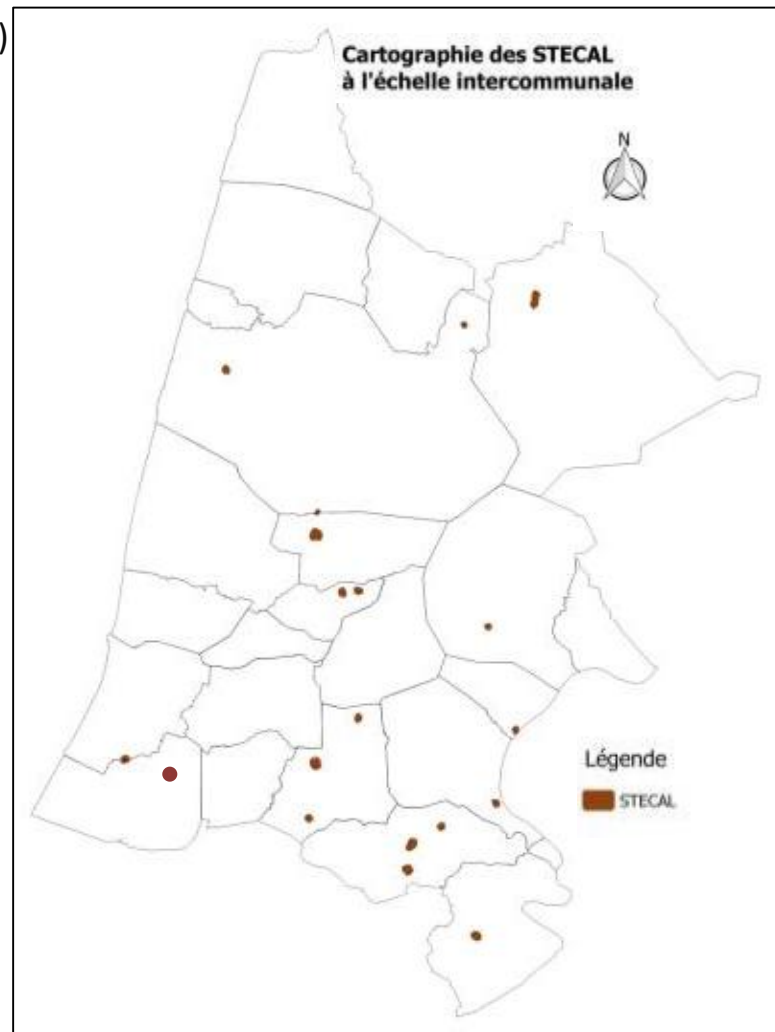 )
Cartographie des STECAL
à l'échelle intercommunale
N
Légende
STECAL